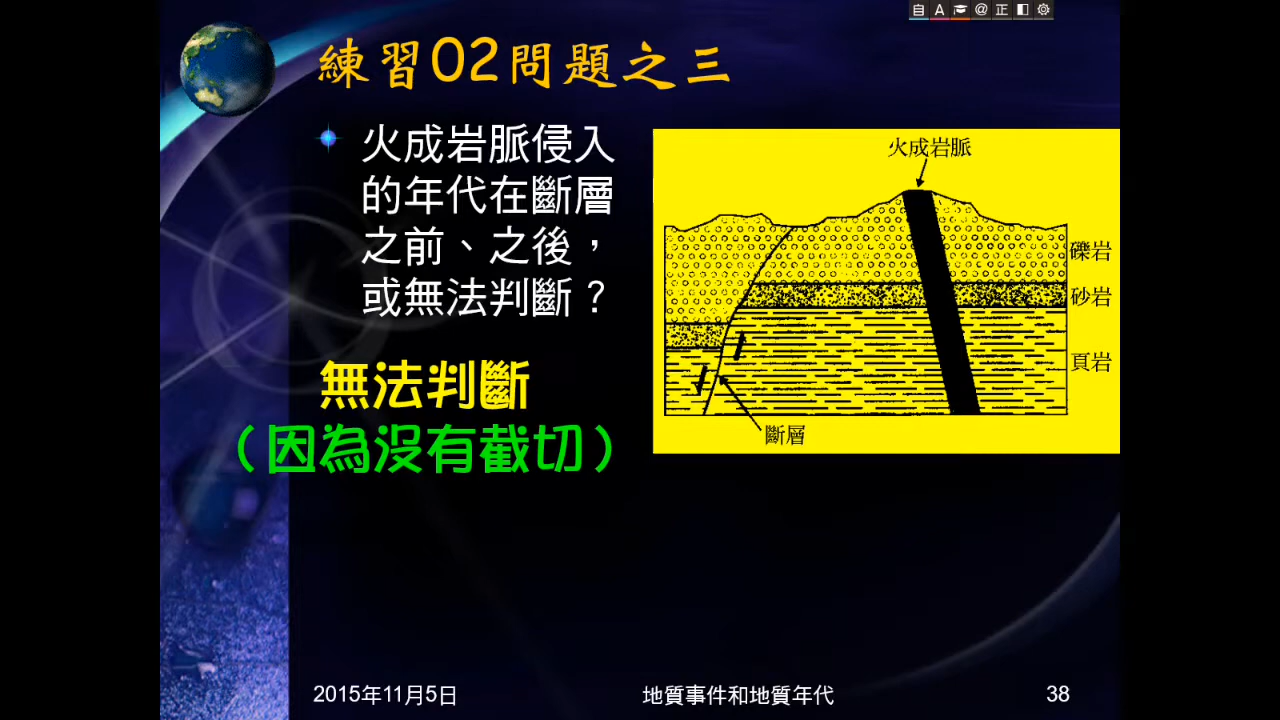 自 A @ 正
練習02問題之三
火成岩脈侵入
的年代在斷層
之前、之後，
或無法判斷？
無法判斷
（因為沒有截切）
火成岩脈
礫岩
砂岩
頁岩
斷層
2015年11月5日
地質事件和地質年代
38